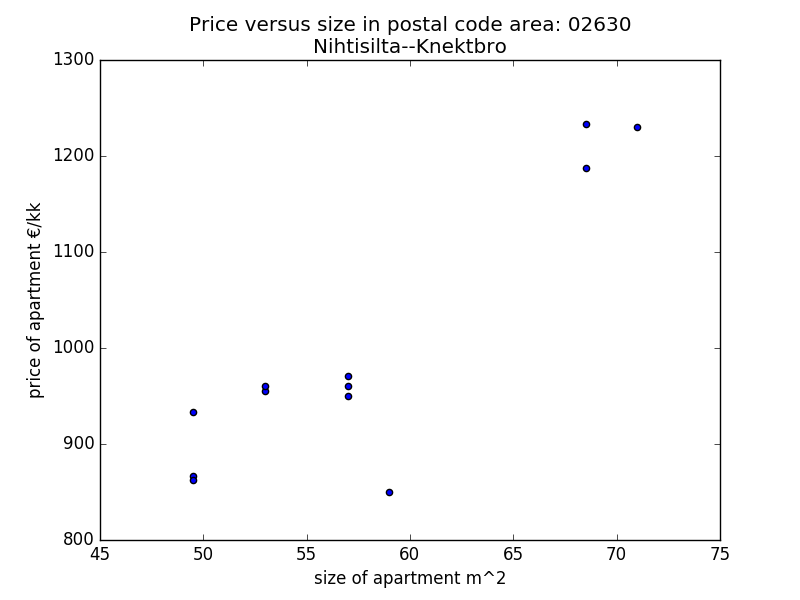 Price versus size in postal code area: 02630
Nihtisilta--Knektbro
1300
1200
1100
1000
900
800
price of apartment €/kk
45 50 55 60 65 70 75
size of apartment m^2